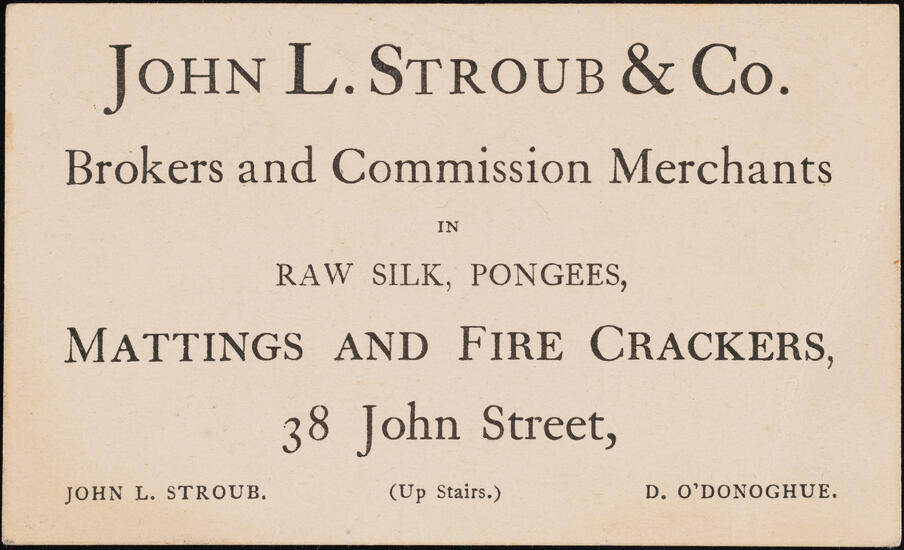 JOHN L. STROUB & CO.
Brokers and Commission Merchants
IN
RAW SILK, PONGEES,
MATTINGS AND FIRE CRACKERS,
38 John Street,
JOHN L. STROUB. (Up Stairs.) D. O'DONOGHUE.